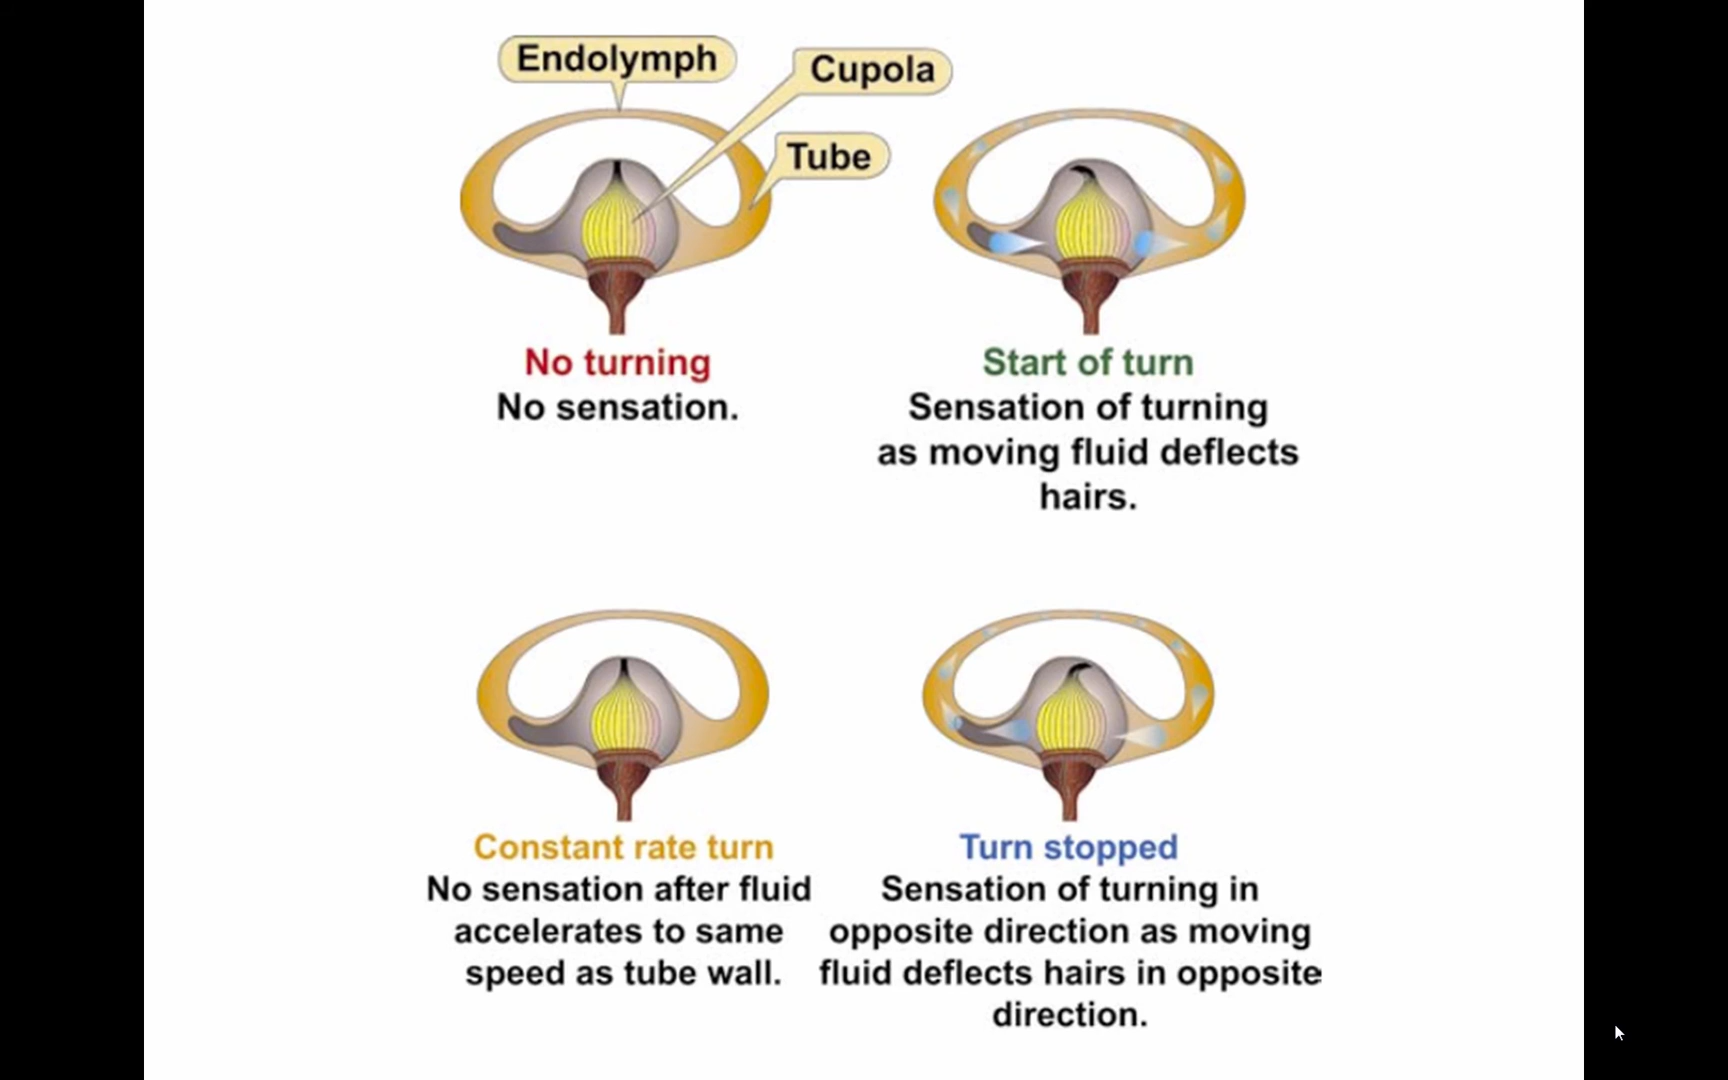 Endolymph
Cupola
Tube
No turning
No sensation.
Start of turn
Sensation of turning
as moving fluid deflects
hairs.
Constant rate turn
No sensation after fluid
accelerates to same
speed as tube wall.
Turn stopped
Sensation of turning in
opposite direction as moving
fluid deflects hairs in opposite
direction.